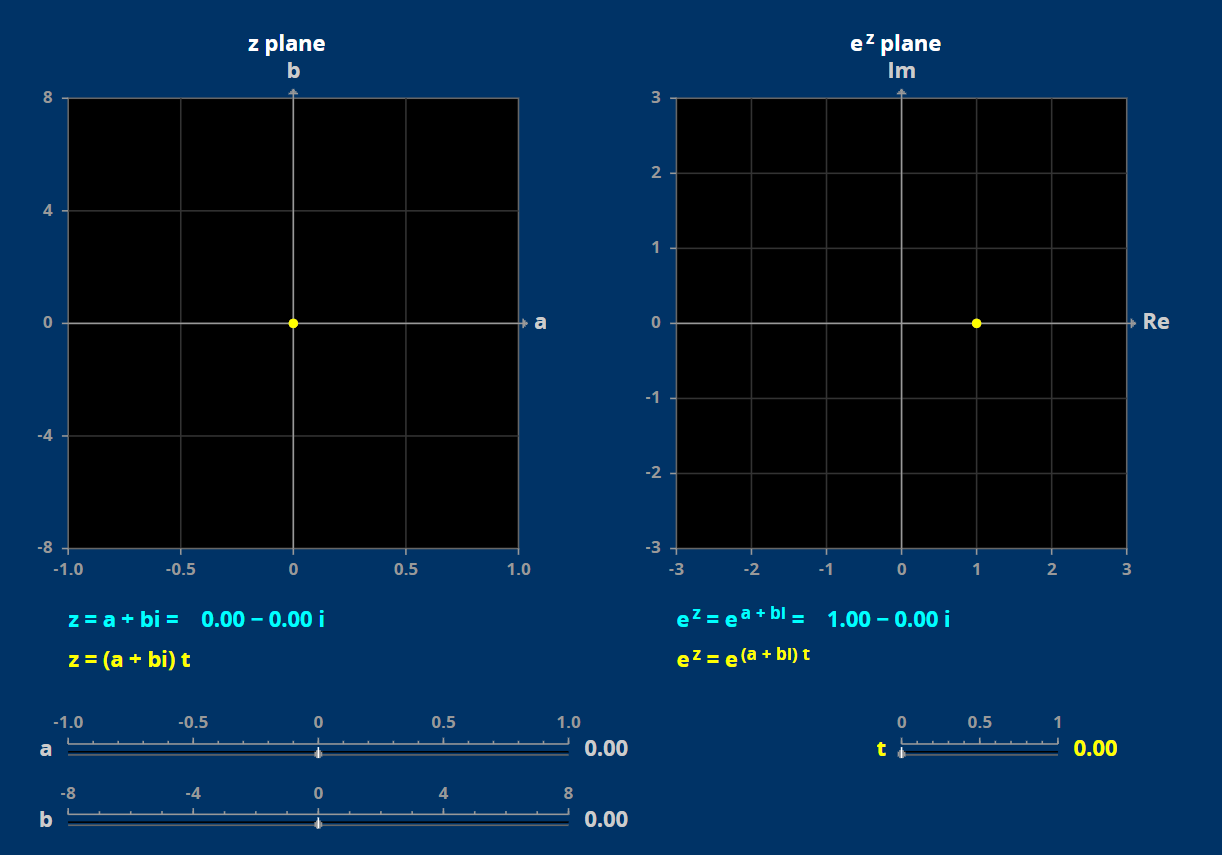 z plane
b
8
4
0
-4
-8
a
-1.0 -0.5 0 0.5 1.0
e^z plane
Im
3
2
1
0
-1
-2
-3
Re
-3 -2 -1 0 1 2 3
z = a + bi = 0.00 − 0.00 i
z = (a + bi) t
e^z = e^(a + bi) = 1.00 − 0.00 i
e^z = e^(a + bi) t
-1.0 -0.5 0 0.5 1.0
a 0.00
-8 -4 0 4 8
b 0.00
0 0.5 1
t 0.00